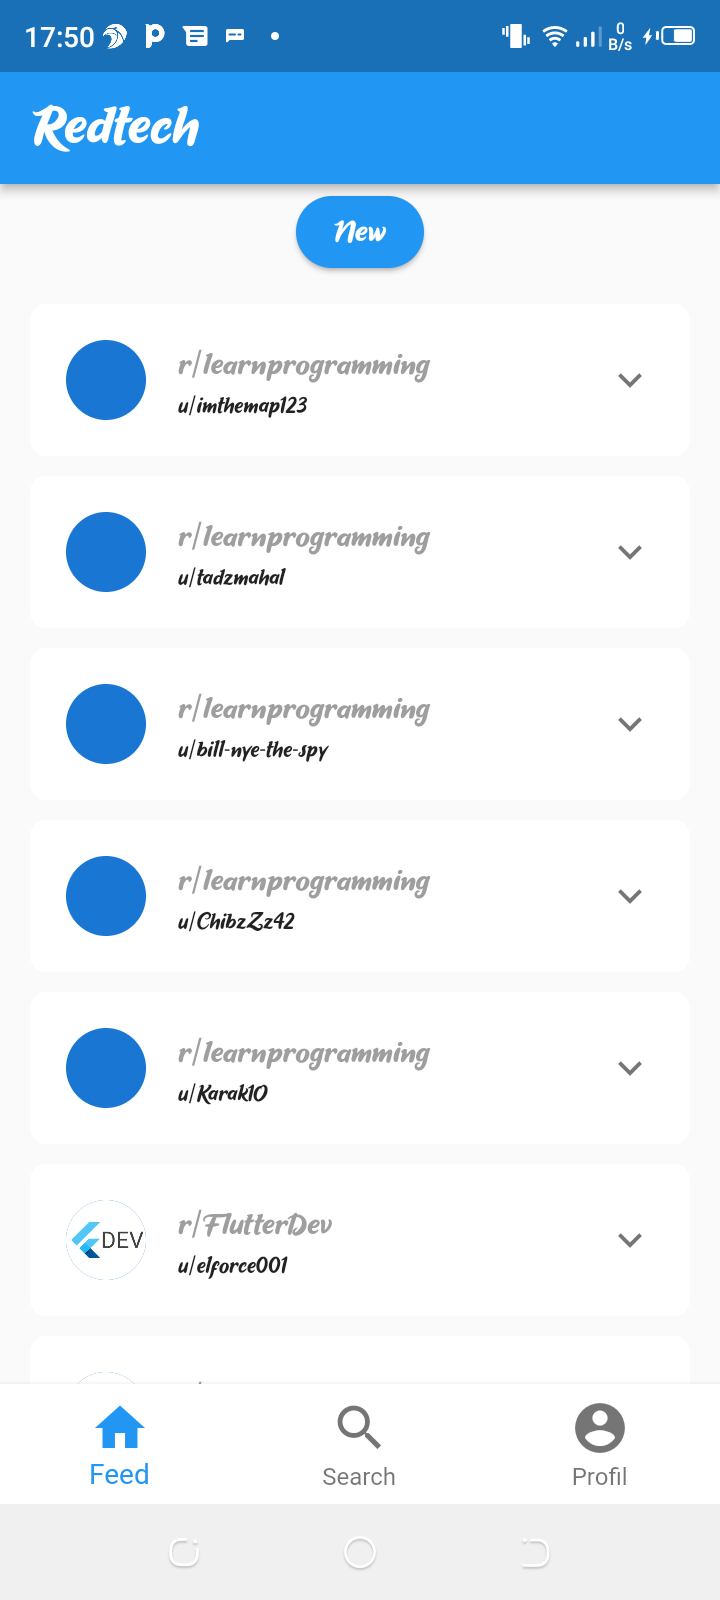 17:50
0
B/s
Redtech
New
r/learnprogramming
u/imthemap123
r/learnprogramming
u/tadzmahal
r/learnprogramming
u/bill-nye-the-spy
r/learnprogramming
u/ChibzZz42
r/learnprogramming
u/Karak10
DEV
r/FlutterDev
u/elforce001
Feed
Search
Profil